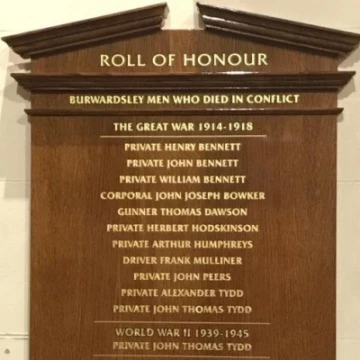 ROLL OF HONOUR
BURWARDSLEY MEN WHO DIED IN CONFLICT
THE GREAT WAR 1914-1918
PRIVATE HENRY BENNETT
PRIVATE JOHN BENNETT
PRIVATE WILLIAM BENNETT
CORPORAL JOHN JOSEPH BOWKER
GUNNER THOMAS DAWSON
PRIVATE HERBERT HODSKINSON
PRIVATE ARTHUR HUMPHREYS
DRIVER FRANK MULLINER
PRIVATE JOHN PEERS
PRIVATE ALEXANDER TYDD
PRIVATE JOHN THOMAS TYDD
WORLD WAR II 1939-1945
PRIVATE JOHN THOMAS TYDD